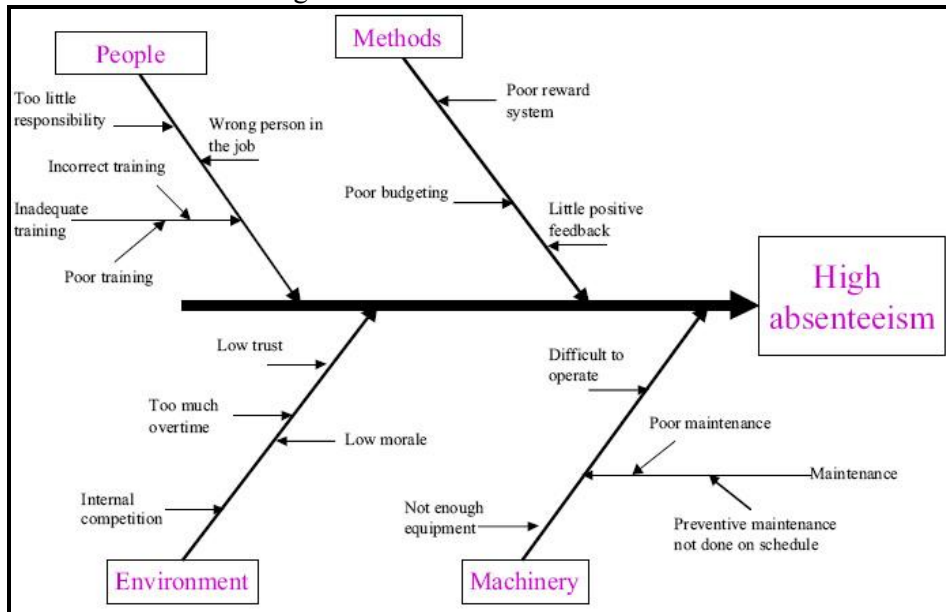 People
Methods
Too little
responsibility
Wrong person in
the job
Incorrect training
Inadequate
training
Poor training
Poor reward
system
Poor budgeting
Little positive
feedback
High
absenteeism
Low trust
Too much
overtime
Low morale
Internal
competition
Environment
Difficult to
operate
Poor maintenance
Maintenance
Not enough
equipment
Preventive maintenance
not done on schedule
Machinery